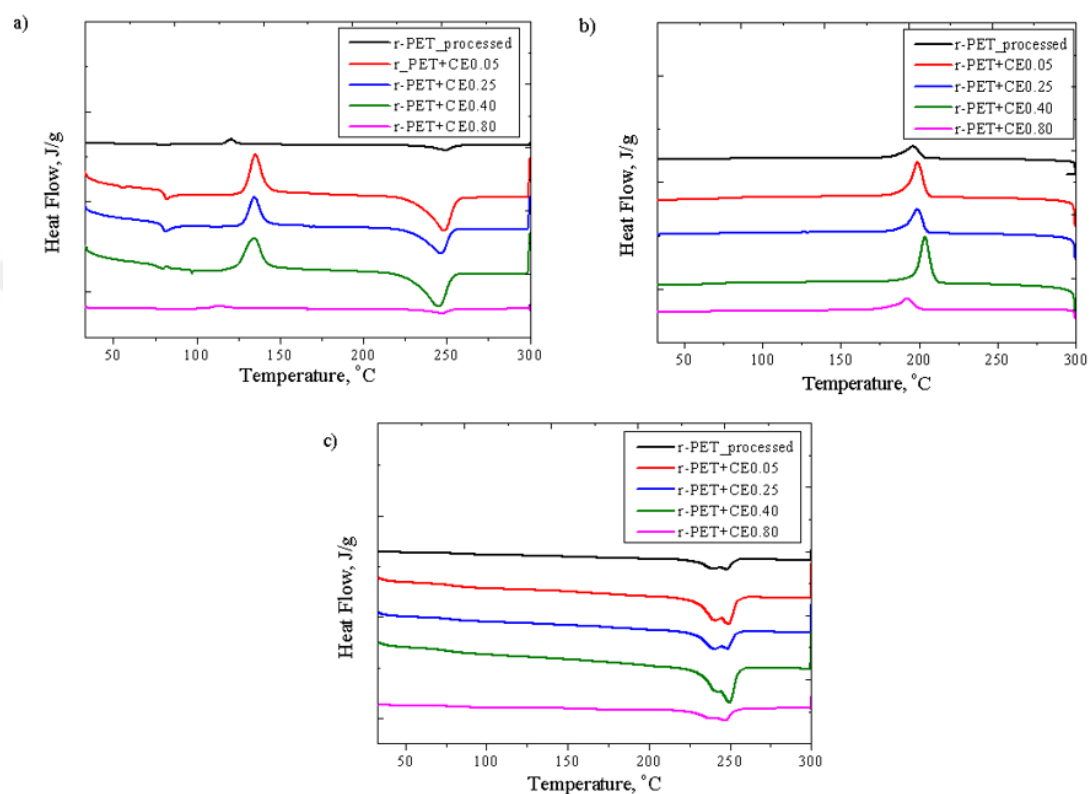 a)
r-PET_processed
r_PET+CE0.05
r-PET+CE0.25
r-PET+CE0.40
r-PET+CE0.80
Heat Flow, J/g
50 100 150 200 250 300
Temperature, °C
b)
r-PET_processed
r-PET+CE0.05
r-PET+CE0.25
r-PET+CE0.40
r-PET+CE0.80
Heat Flow, J/g
50 100 150 200 250 300
Temperature, °C
c)
r-PET_processed
r-PET+CE0.05
r-PET+CE0.25
r-PET+CE0.40
r-PET+CE0.80
Heat Flow, J/g
50 100 150 200 250 300
Temperature, °C